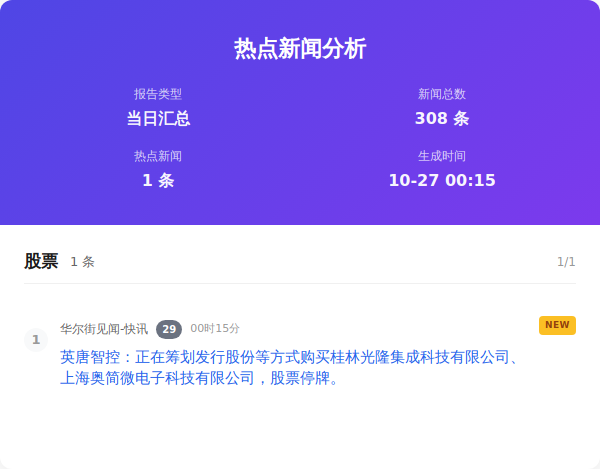 热点新闻分析
报告类型
当日汇总
新闻总数
308 条
热点新闻
1 条
生成时间
10-27 00:15
股票 1 条 1/1
1
华尔街见闻-快讯 29 00时15分 NEW
英唐智控：正在筹划发行股份等方式购买桂林光隆集成科技有限公司、
上海奥简微电子科技有限公司，股票停牌。